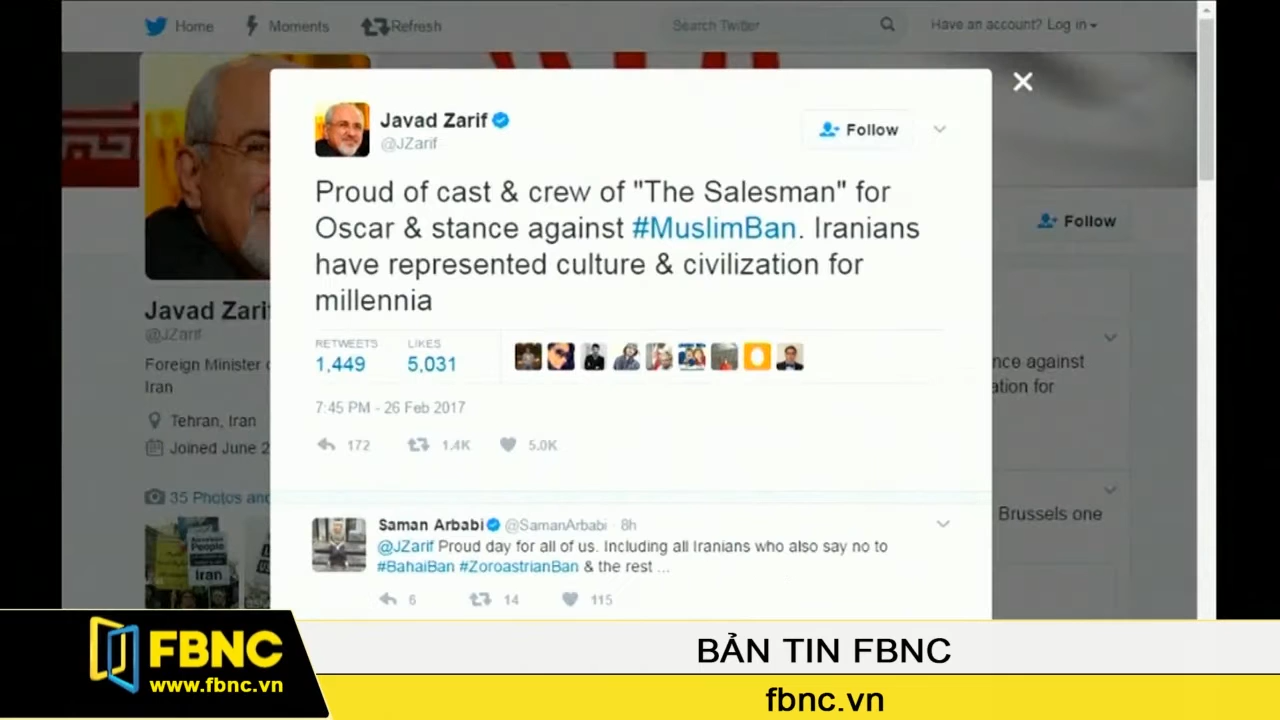 Home Moments Refresh Search Twitter Have an account? Log in
Javad Zarif
@JZarif
Follow
Proud of cast & crew of "The Salesman" for
Oscar & stance against #MuslimBan. Iranians
have represented culture & civilization for
millennia
RETWEETS LIKES
1,449 5,031
7:45 PM - 26 Feb 2017
172 1.4K 5.0K
Saman Arbabi @SamanArbabi · 8h
@JZarif Proud day for all of us. Including all Iranians who also say no to
#BahaiBan #ZoroastrianBan & the rest ...
6 14 115
Javad Zarif
@JZarif
Foreign Minister
Iran
Tehran, Iran
Joined June 2
35 Photos and
People
Iran
Follow
against
for
Brussels one
FBNC
www.fbnc.vn
BẢN TIN FBNC
fbnc.vn